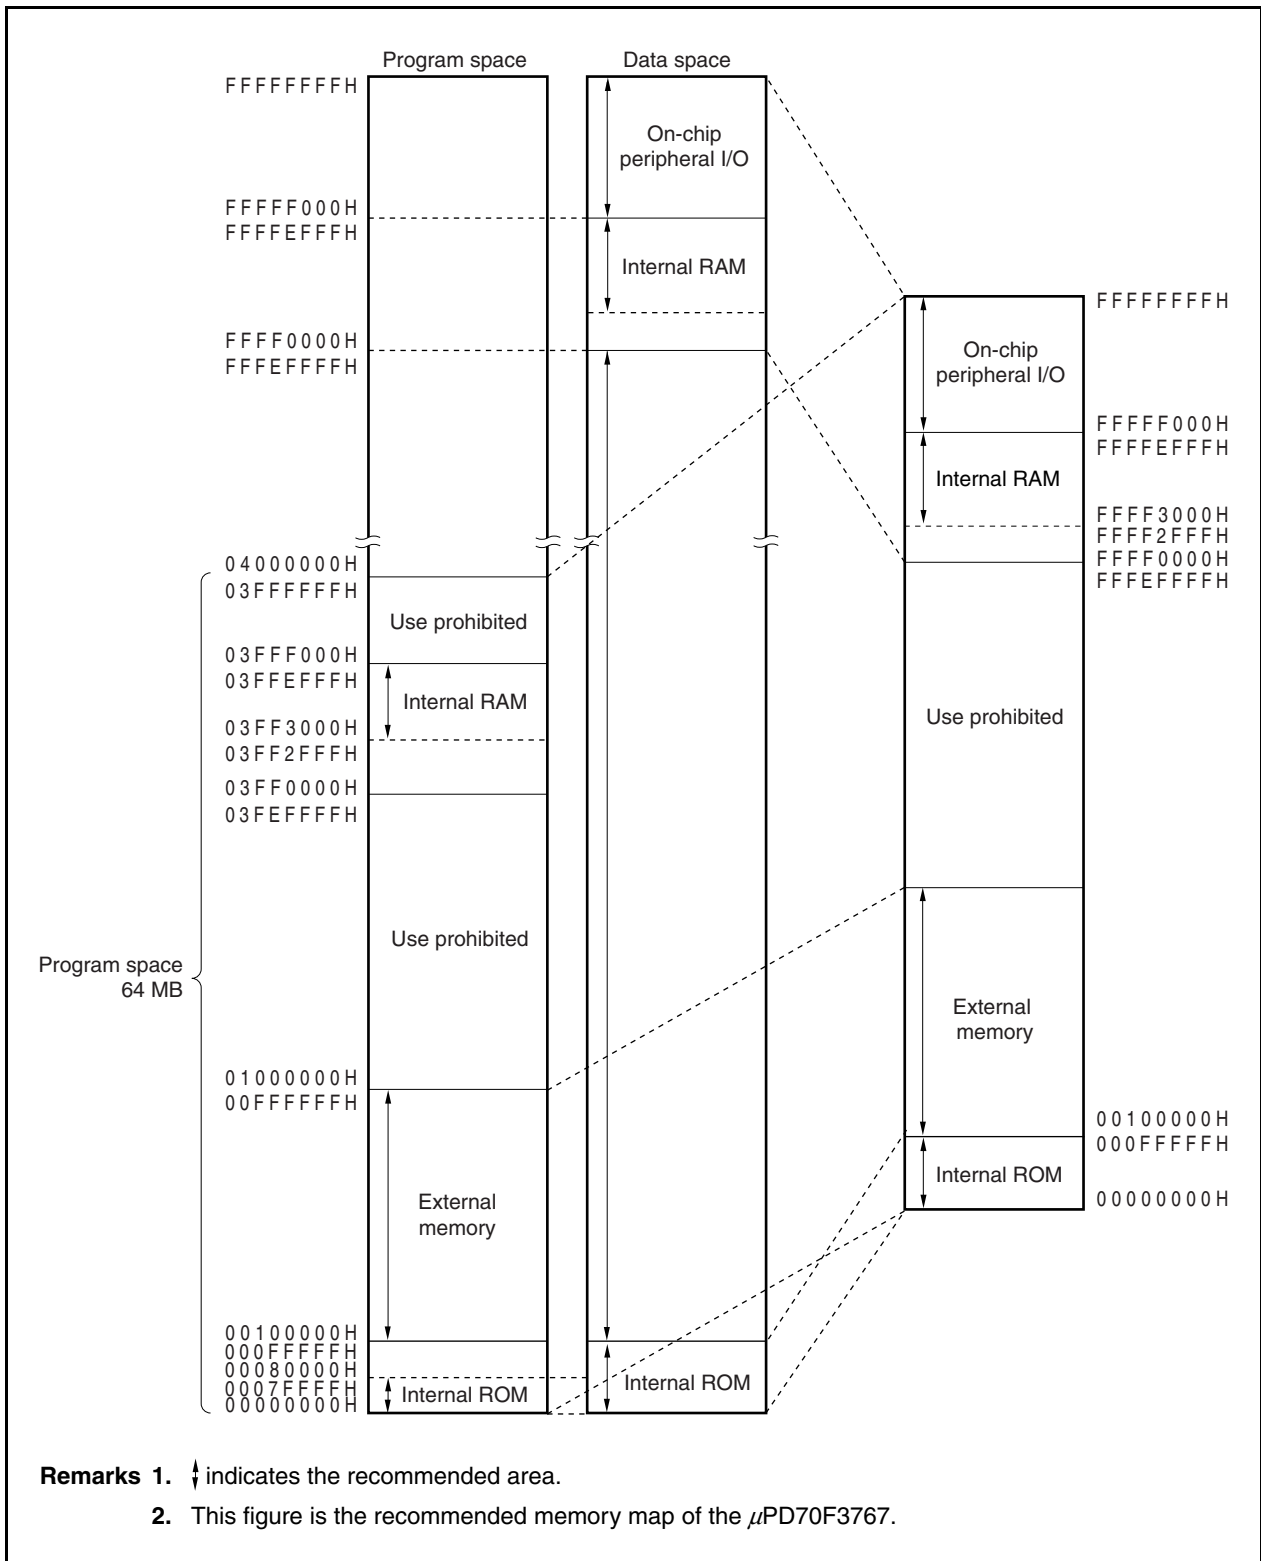 Program space
Data space
FFFFFFFFH
On-chip
peripheral I/O
FFFFF000H
FFFFEFFFH
Internal RAM
FFFF0000H
FFFEFFFFH
04000000H
03FFFFFFH
Use prohibited
03FFF000H
03FFEFFFH
Internal RAM
03FF3000H
03FF2FFFH
03FF0000H
03FEFFFFH
Use prohibited
Program space
64 MB
01000000H
00FFFFFFH
External
memory
00100000H
000FFFFFH
00080000H
0007FFFFH
00000000H
Internal ROM
Internal ROM
FFFFFFFFH
On-chip
peripheral I/O
FFFFF000H
FFFFEFFFH
Internal RAM
FFFF3000H
FFFF2FFFH
FFFF0000H
FFFEFFFFH
Use prohibited
External
memory
00100000H
000FFFFFH
Internal ROM
00000000H
Remarks 1. indicates the recommended area.
2. This figure is the recommended memory map of the μPD70F3767.